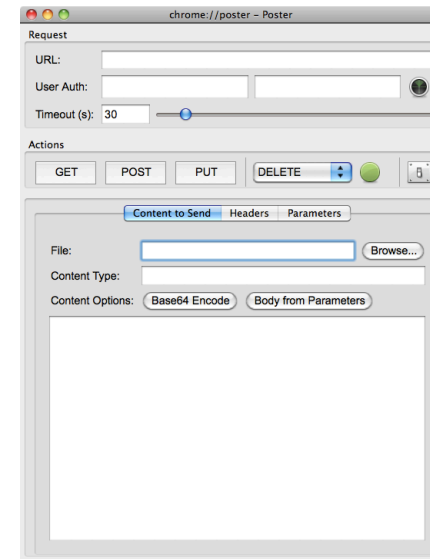 chrome://poster – Poster
Request
URL:
User Auth:
Timeout (s): 30
Actions
GET POST PUT DELETE
Content to Send Headers Parameters
File: Browse...
Content Type:
Content Options: Base64 Encode Body from Parameters